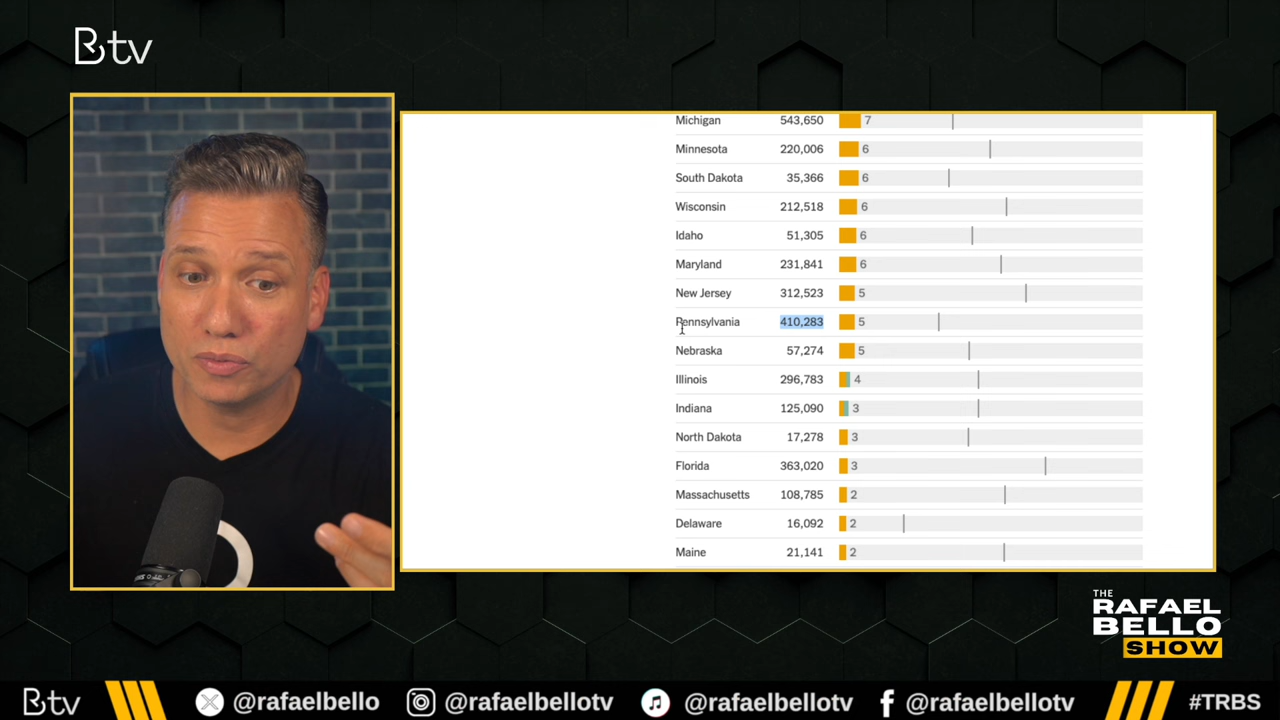 Btv
Michigan 543,650 7
Minnesota 220,006 6
South Dakota 35,366 6
Wisconsin 212,518 6
Idaho 51,305 6
Maryland 231,841 6
New Jersey 312,523 5
Pennsylvania 410,283 5
Nebraska 57,274 5
Illinois 296,783 4
Indiana 125,090 3
North Dakota 17,278 3
Florida 363,020 3
Massachusetts 108,785 2
Delaware 16,092 2
Maine 21,141 2
THE
RAFAEL
BELLO
SHOW
Btv @rafaelbello @rafaelbellotv @rafaelbellotv @rafaelbellotv #TRBS